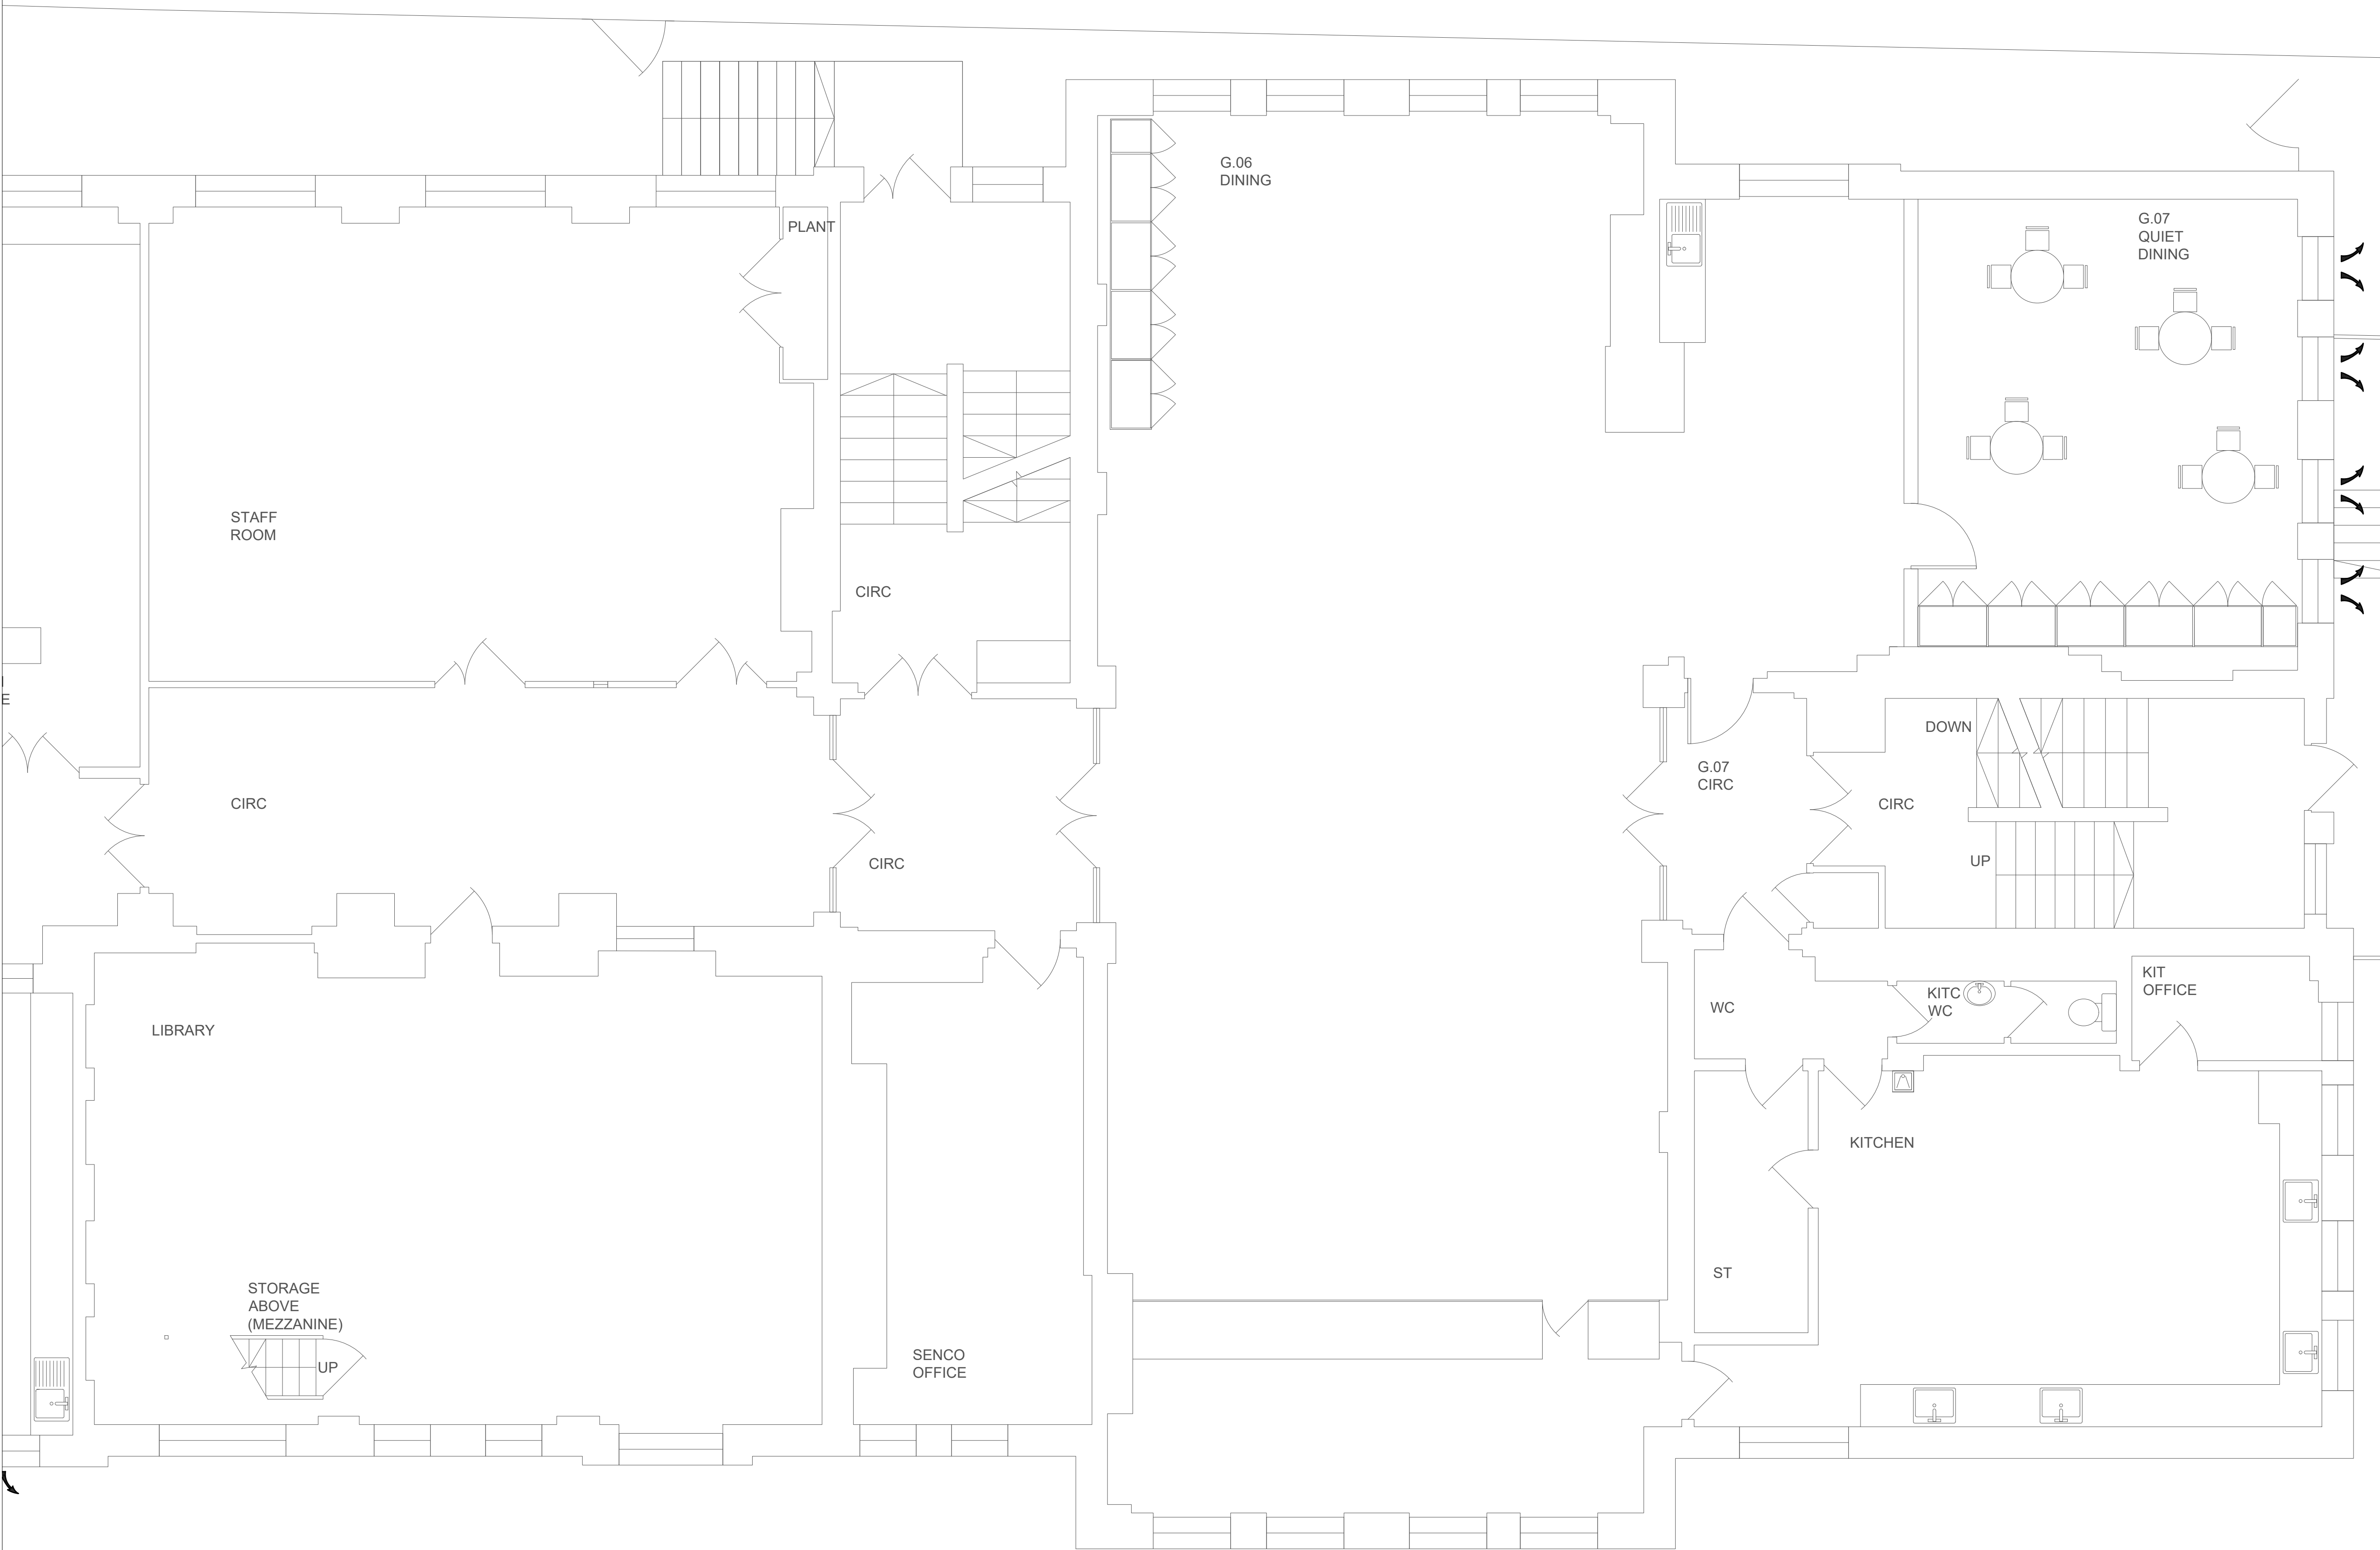 G.06
DINING
PLANT
G.07
QUIET
DINING
STAFF
ROOM
CIRC
E
DOWN
G.07
CIRC
CIRC
CIRC
CIRC
UP
KIT
OFFICE
KITC
WC
WC
LIBRARY
KITCHEN
ST
STORAGE
ABOVE
(MEZZANINE)
UP
SENCO
OFFICE